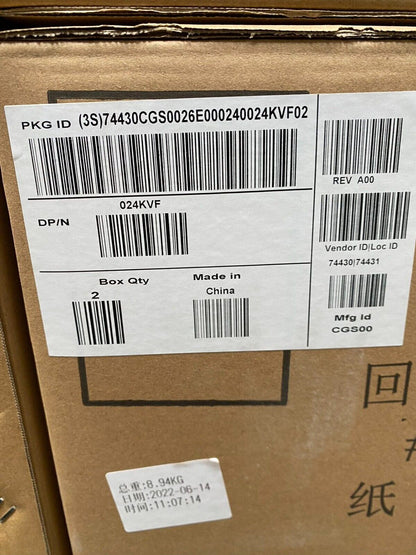 PKG ID (3S)74430CGS0026E000240024KVF02
REV A00
DP/N
024KVF
Vendor ID|Loc ID
74430|74431
Box Qty
2
Made in
China
Mfg Id
CGS00
回
纸
总重:8.94KG
日期:2022-06-14
时间:11:07:14